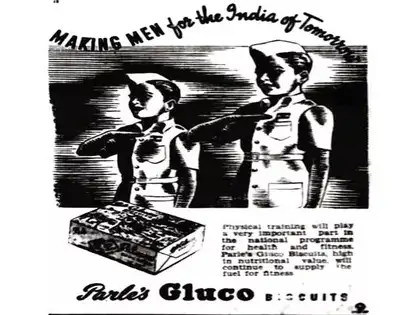 MAKING MEN for the India of Tomorrow
Physical training will play
a very important part in
the national programme
for health and fitness.
Parle's Gluco Biscuits, high
in nutritional value, will
continue to supply the
fuel for fitness.
Parle's Gluco BISCUITS